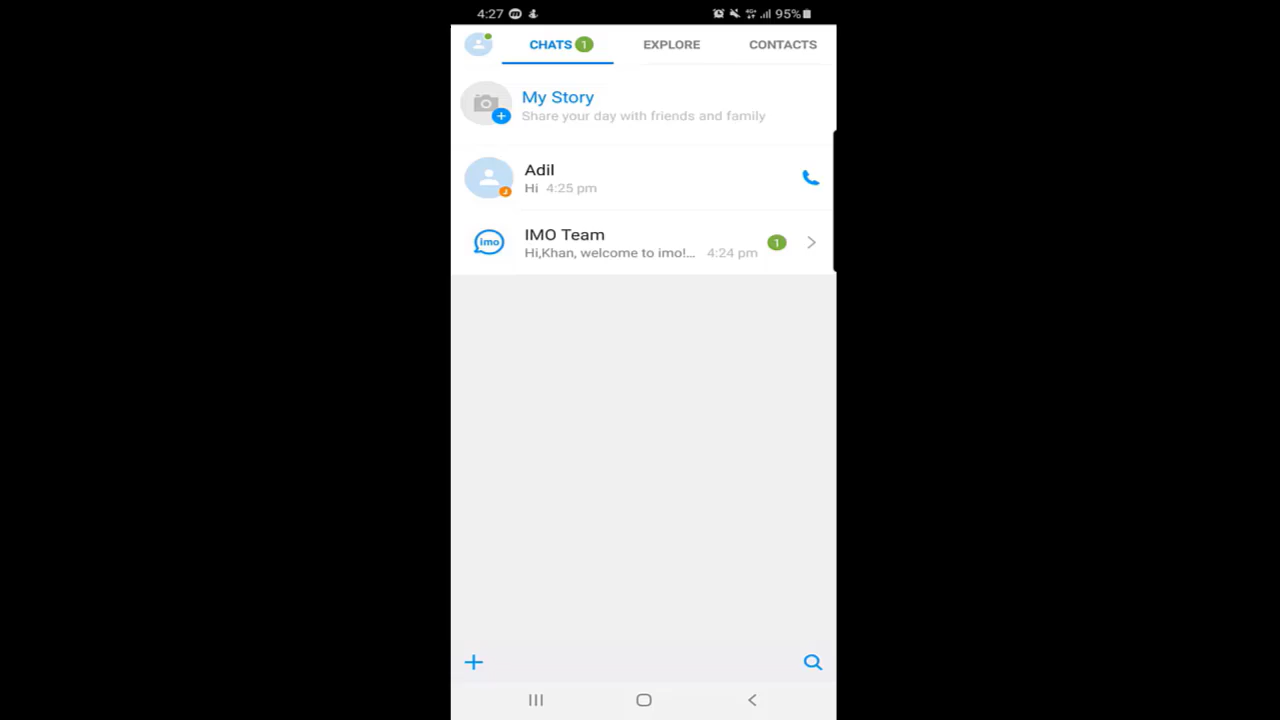 4:27 95%
CHATS 1 EXPLORE CONTACTS
My Story
Share your day with friends and family
Adil
Hi 4:25 pm
imo IMO Team
Hi,Khan, welcome to imo!... 4:24 pm 1